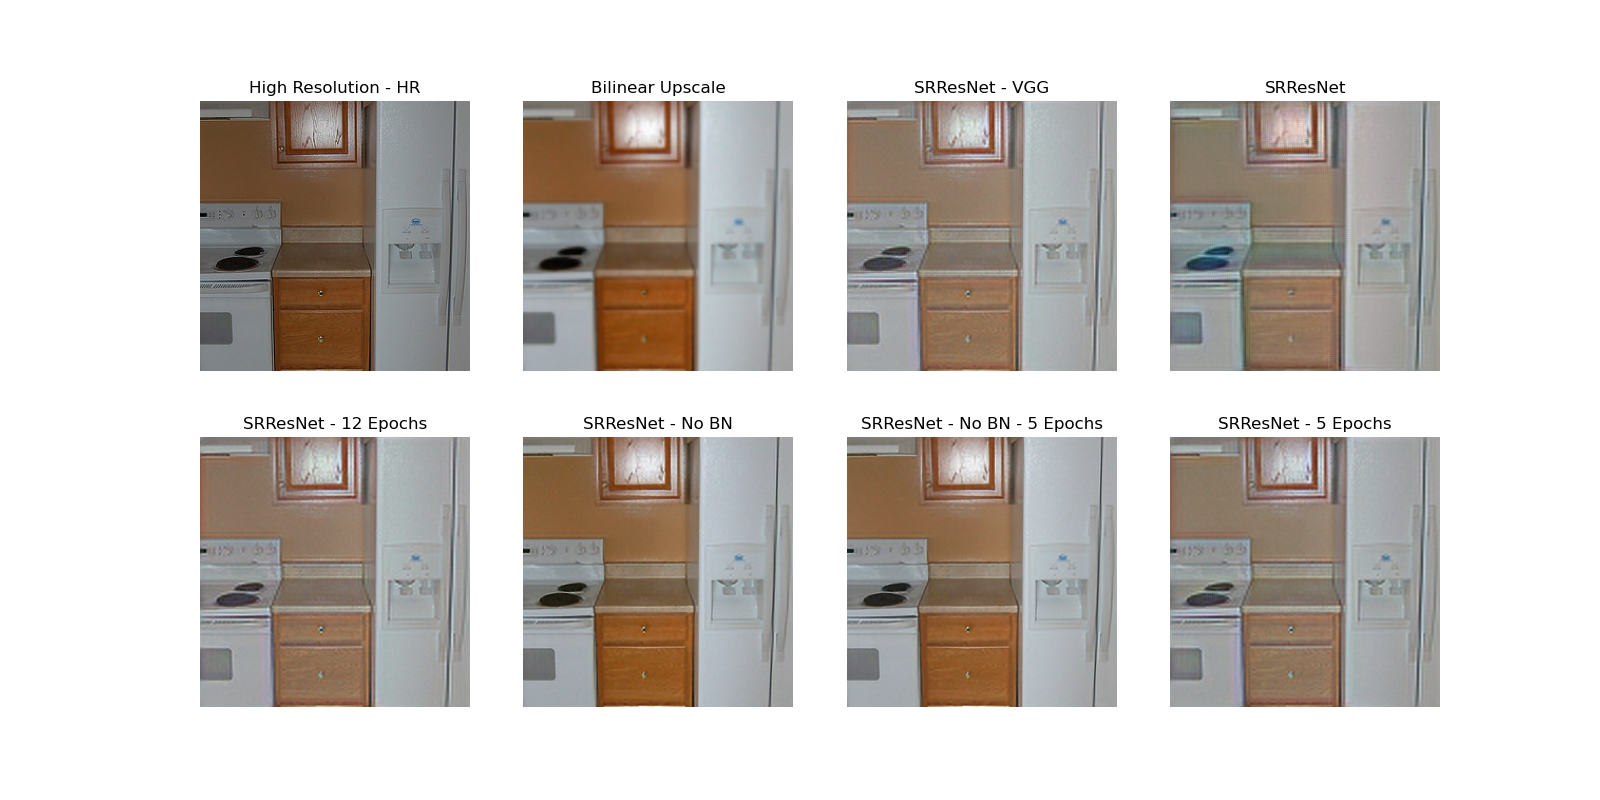 High Resolution - HR
Bilinear Upscale
SRResNet - VGG
SRResNet
SRResNet - 12 Epochs
SRResNet - No BN
SRResNet - No BN - 5 Epochs
SRResNet - 5 Epochs